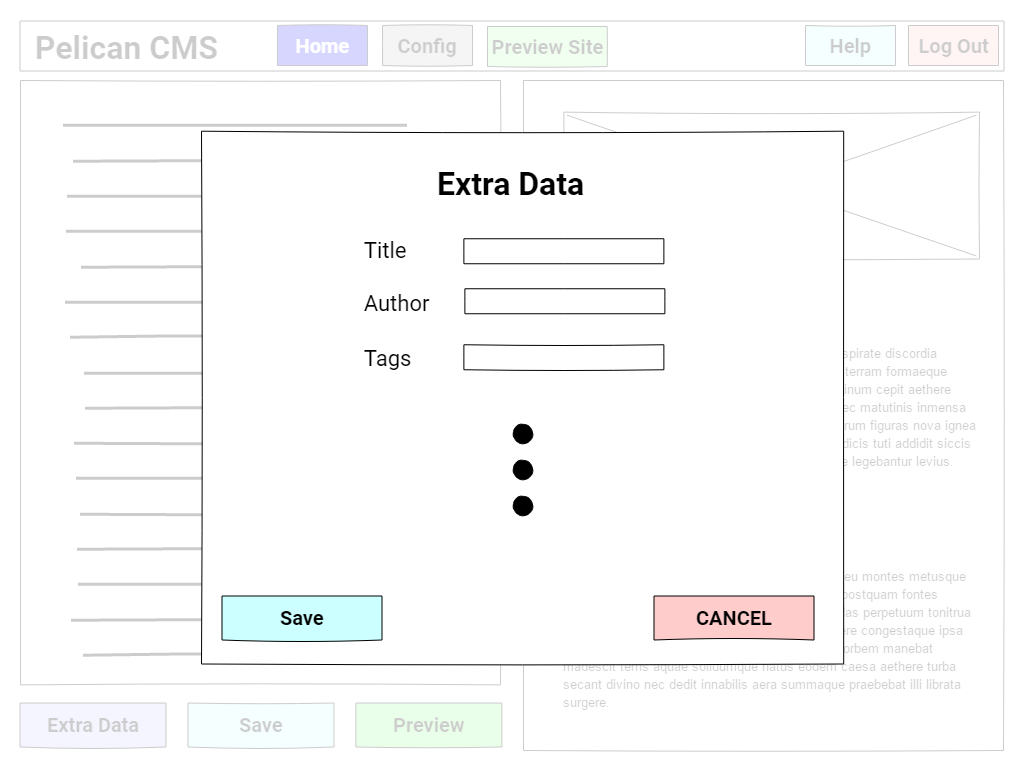 Pelican CMS
Home
Config
Preview Site
Help
Log Out
Extra Data
Title
Author
Tags
Save
CANCEL
spirate discordia
terram formaeque
inum cepit aethere
ec matutinis inmensa
rum figuras nova ignea
dicis tuti addidit siccis
e legebantur levius.
eu montes metusque
postquam fontes
as perpetuum tonitrua
ere congestaque ipsa
orbem manebat
madescit terris aquae solidumque natus eodem caesa aethere turba
secant divino nec dedit innabilis aera summaque praebebat illi librata
surgere.
Extra Data
Save
Preview